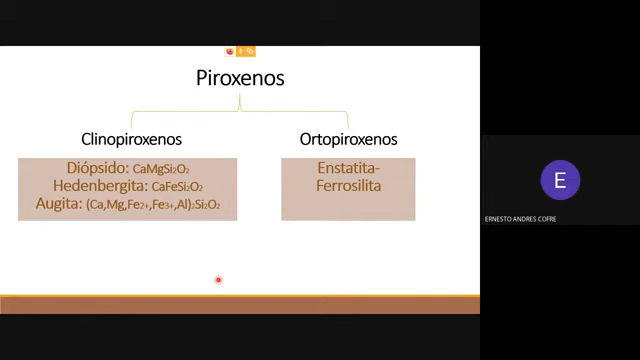 Piroxenos
Clinopiroxenos
Diópsido: CaMgSi₂O₂
Hedenbergita: CaFeSi₂O₂
Augita: (Ca,Mg,Fe2+,Fe3+,Al)₂Si₂O₂
Ortopiroxenos
Enstatita-
Ferrosilita
E
ERNESTO ANDRES COFRE